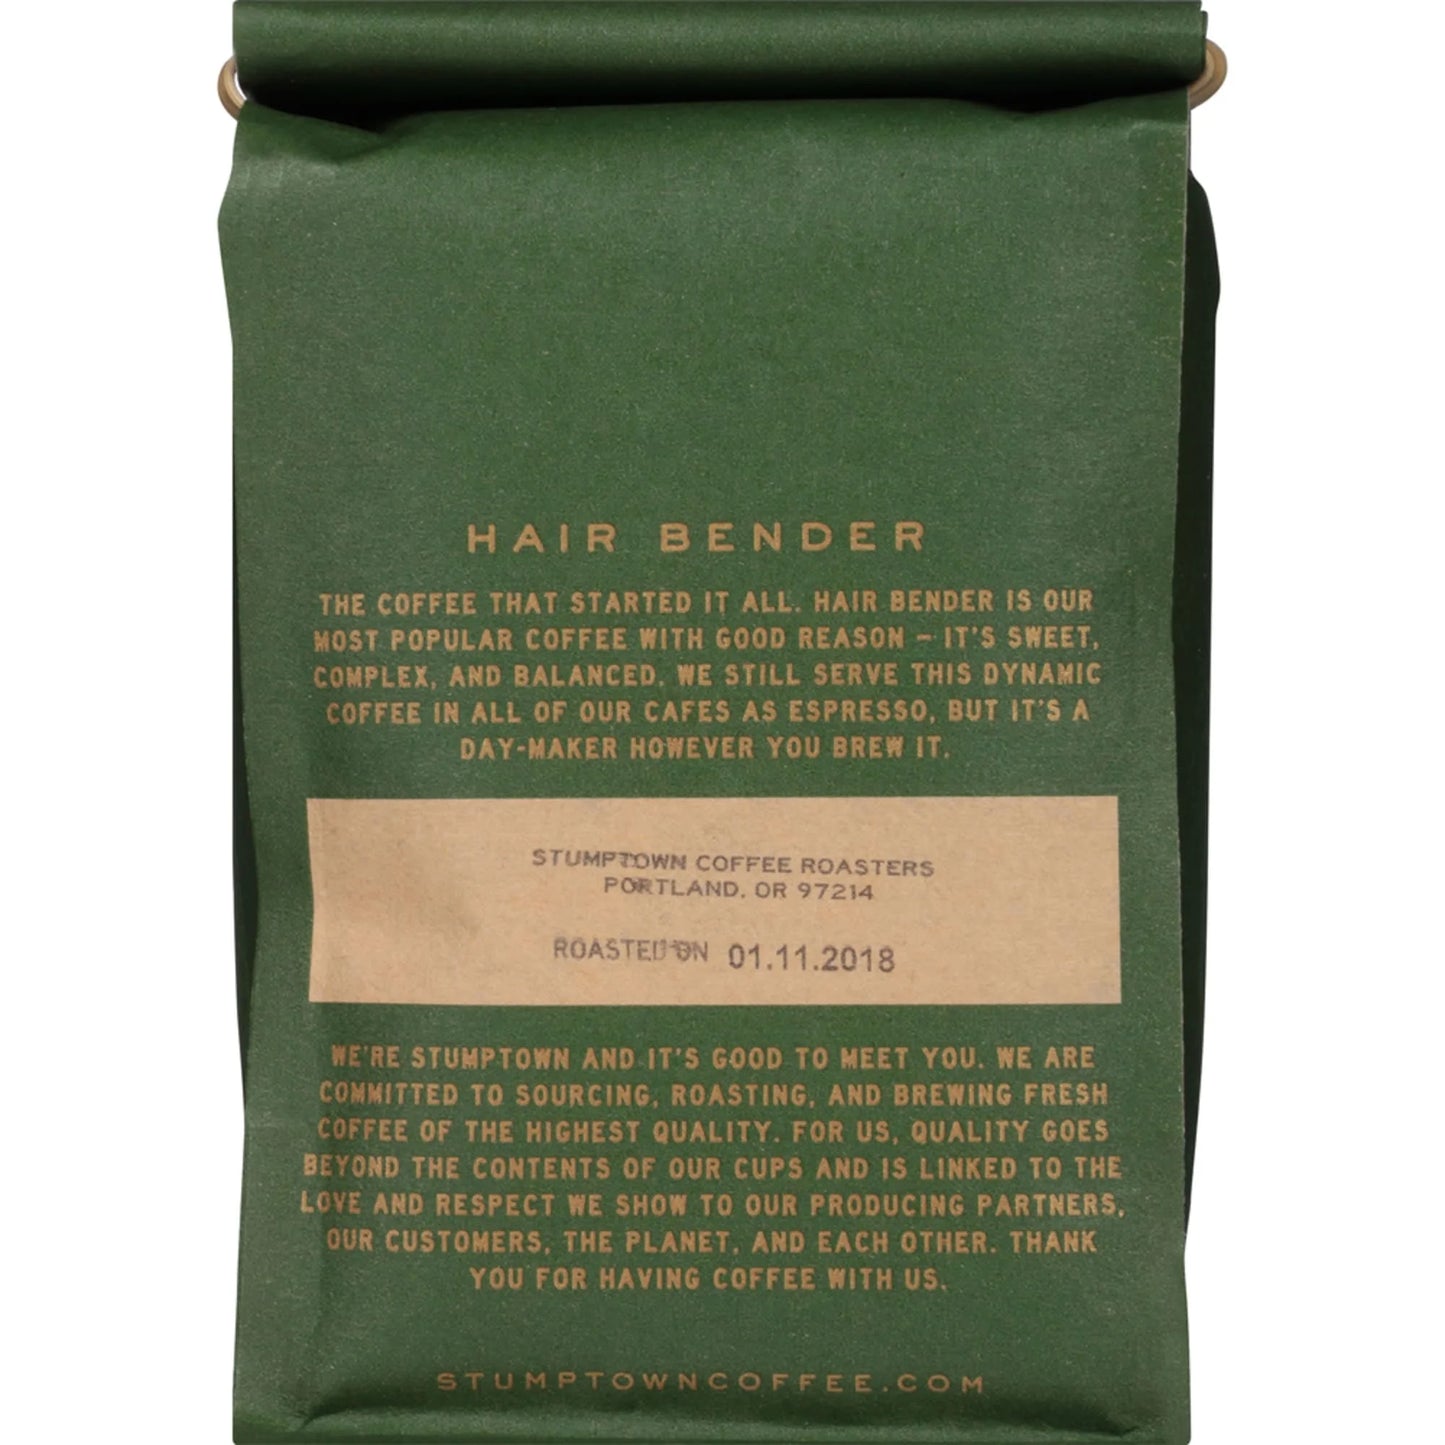 HAIR BENDER
THE COFFEE THAT STARTED IT ALL. HAIR BENDER IS OUR
MOST POPULAR COFFEE WITH GOOD REASON – IT'S SWEET,
COMPLEX, AND BALANCED. WE STILL SERVE THIS DYNAMIC
COFFEE IN ALL OF OUR CAFES AS ESPRESSO, BUT IT'S A
DAY-MAKER HOWEVER YOU BREW IT.
STUMPTOWN COFFEE ROASTERS
PORTLAND, OR 97214
ROASTED ON 01.11.2018
WE'RE STUMPTOWN AND IT'S GOOD TO MEET YOU. WE ARE
COMMITTED TO SOURCING, ROASTING, AND BREWING FRESH
COFFEE OF THE HIGHEST QUALITY. FOR US, QUALITY GOES
BEYOND THE CONTENTS OF OUR CUPS AND IS LINKED TO THE
LOVE AND RESPECT WE SHOW TO OUR PRODUCING PARTNERS,
OUR CUSTOMERS, THE PLANET, AND EACH OTHER. THANK
YOU FOR HAVING COFFEE WITH US.
STUMPTOWNCOFFEE.COM